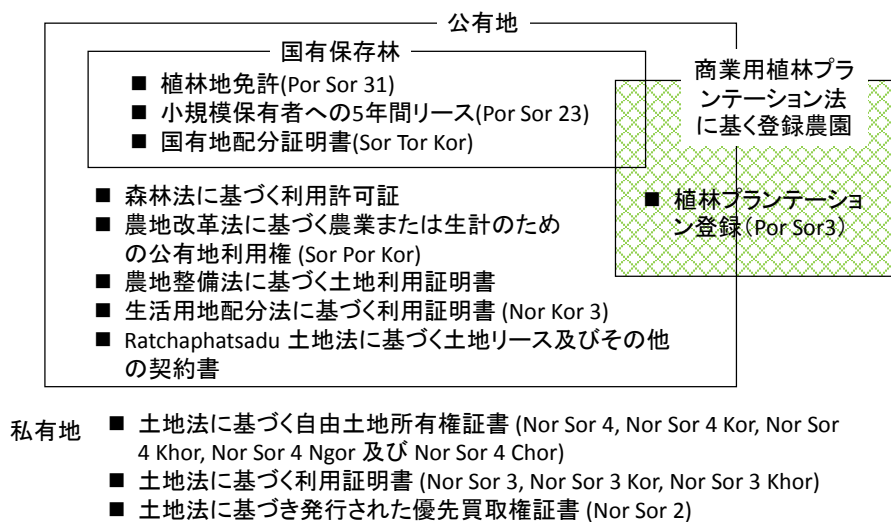 公有地
国有保存林
■ 植林地免許(Por Sor 31)
■ 小規模保有者への5年間リース(Por Sor 23)
■ 国有地配分証明書(Sor Tor Kor)
商業用植林プラ
ンテーション法
に基く登録農園
■ 植林プランテーショ
ン登録(Por Sor3)
■ 森林法に基づく利用許可証
■ 農地改革法に基づく農業または生計のため
の公有地利用権 (Sor Por Kor)
■ 農地整備法に基づく土地利用証明書
■ 生活用地配分法に基づく利用証明書 (Nor Kor 3)
■ Ratchaphatsadu 土地法に基づく土地リース及びその他
の契約書
私有地
■ 土地法に基づく自由土地所有権証書 (Nor Sor 4, Nor Sor 4 Kor, Nor Sor
4 Khor, Nor Sor 4 Ngor 及び Nor Sor 4 Chor)
■ 土地法に基づく利用証明書 (Nor Sor 3, Nor Sor 3 Kor, Nor Sor 3 Khor)
■ 土地法に基づき発行された優先買取権証書 (Nor Sor 2)